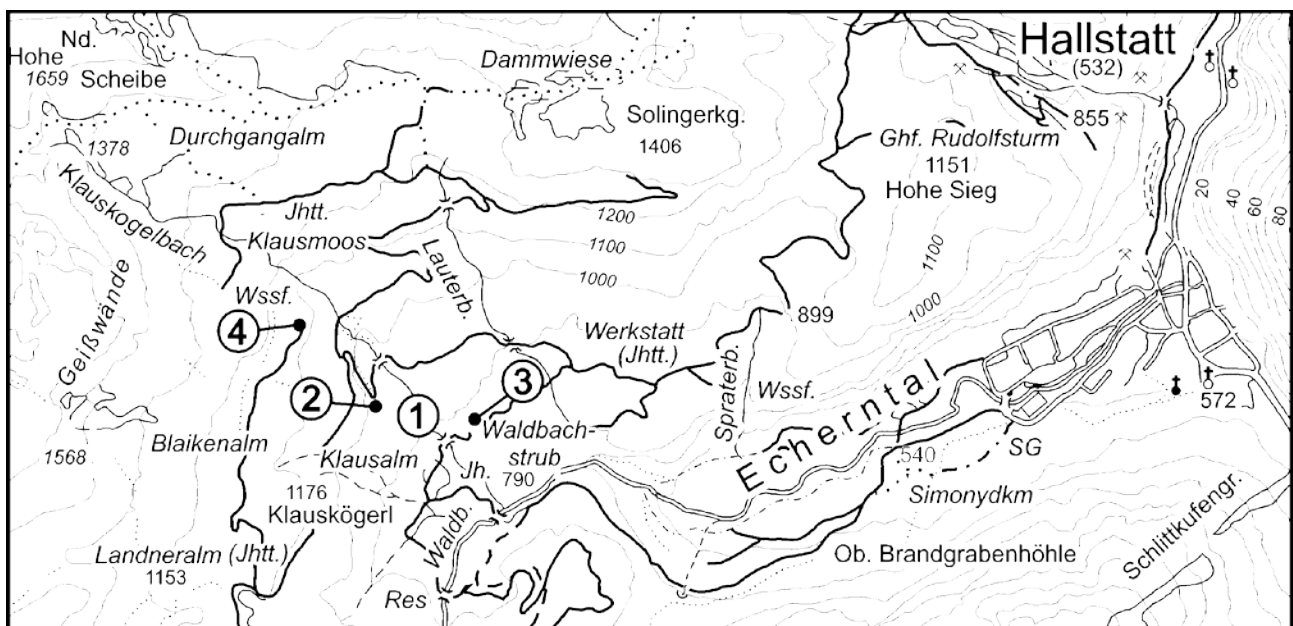 Nd.
Hohe
1659 Scheibe
Dammwiese
Hallstatt
(532)
Solingerkg.
1406
855
Durchgangalm
1378
Ghf. Rudolfsturm
1151
Hohe Sieg
Klauskogelbach
Jhtt.
Klausmoos
1200
1100
1000
1100
1000
20
40
60
80
Lauterb.
Geißwände
Wssf.
4
899
Werkstatt
(Jhtt.)
2
1
3
Spraterb.
Wssf.
Echerntal
572
Blaikenalm
Klausalm
Waldbach-
strub
790
Jh.
1568
540
SG
1176
Klauskögerl
Waldb.
Simonydkm
Schlittkufengr.
Landneralm (Jhtt.)
1153
Ob. Brandgrabenhöhle
Res